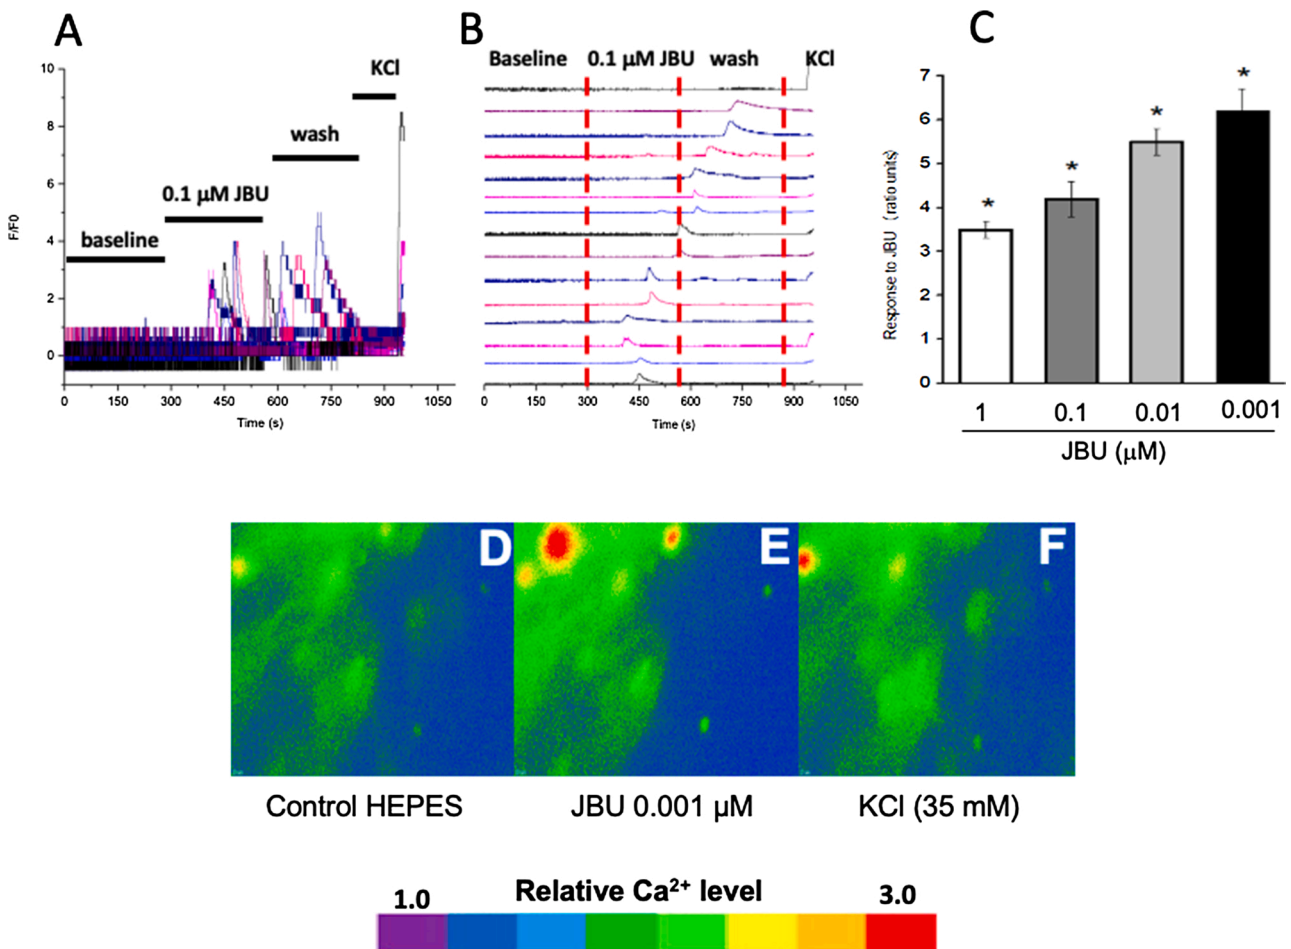 A
B
C
KCl
wash
0.1 µM JBU
baseline
F/F0
10
8
6
4
2
0
0 150 300 450 600 750 900 1050
Time (s)
Baseline 0.1 µM JBU wash KCl
0 150 300 450 600 750 900 1050
Time (s)
Response to JBU (ratio units)
7
6
5
4
3
2
1
0
* * * *
1 0.1 0.01 0.001
JBU (µM)
D E F
Control HEPES JBU 0.001 µM KCl (35 mM)
1.0 Relative Ca²⁺ level 3.0